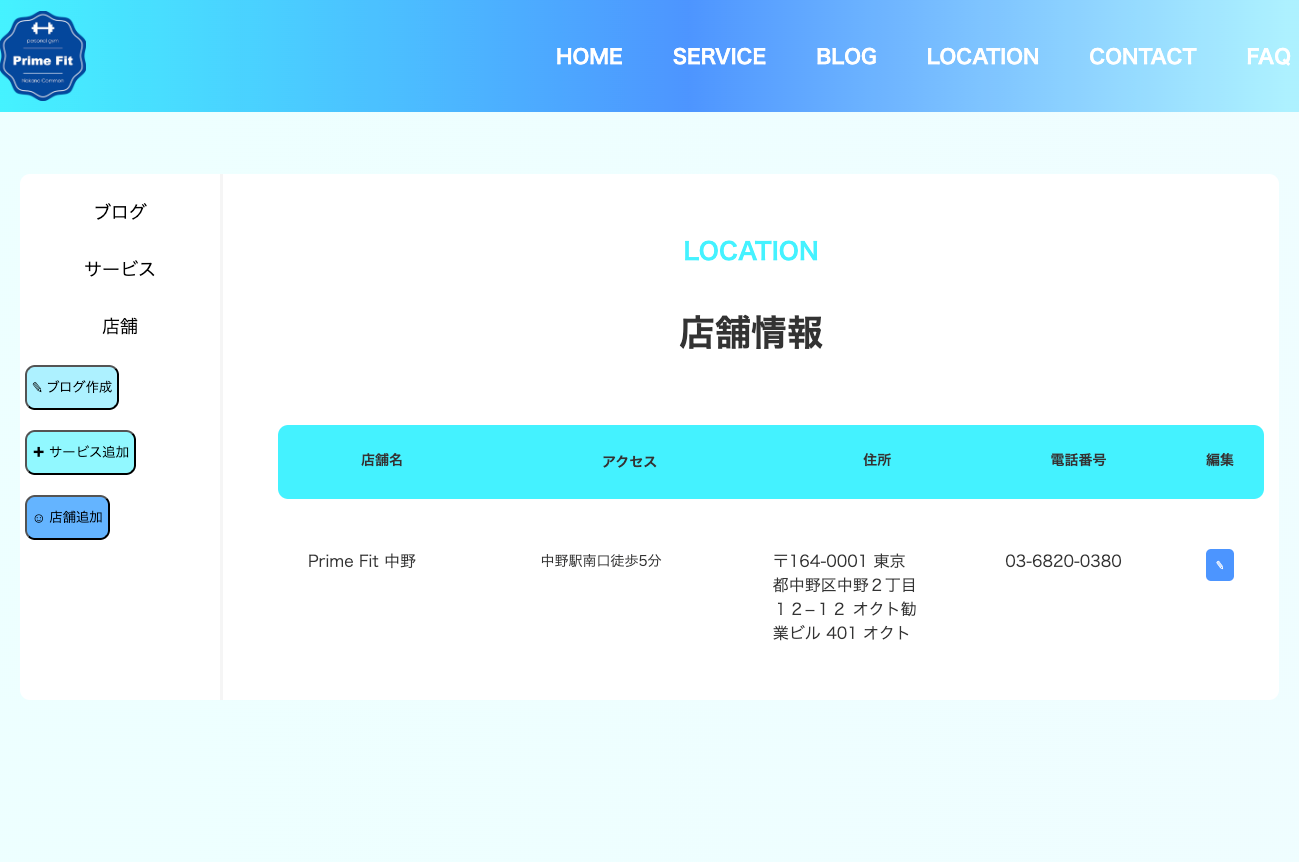 personal gym
Prime Fit
Nakano Common
HOME SERVICE BLOG LOCATION CONTACT FAQ
ブログ
サービス
店舗
✎ ブログ作成
✚ サービス追加
☺ 店舗追加
LOCATION
店舗情報
店舗名 アクセス 住所 電話番号 編集
Prime Fit 中野 中野駅南口徒歩5分 〒164-0001 東京 03-6820-0380 ✎
都中野区中野２丁目
１２−１２ オクト勧
業ビル 401 オクト